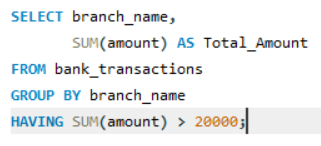 SELECT branch_name,
SUM(amount) AS Total_Amount
FROM bank_transactions
GROUP BY branch_name
HAVING SUM(amount) > 20000;